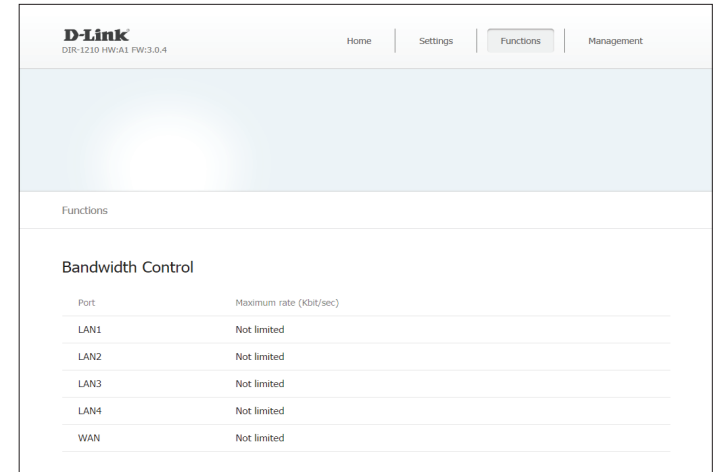 D-Link
DIR-1210 HW:A1 FW:3.0.4
Home Settings Functions Management
Functions
Bandwidth Control
Port Maximum rate (Kbit/sec)
LAN1 Not limited
LAN2 Not limited
LAN3 Not limited
LAN4 Not limited
WAN Not limited